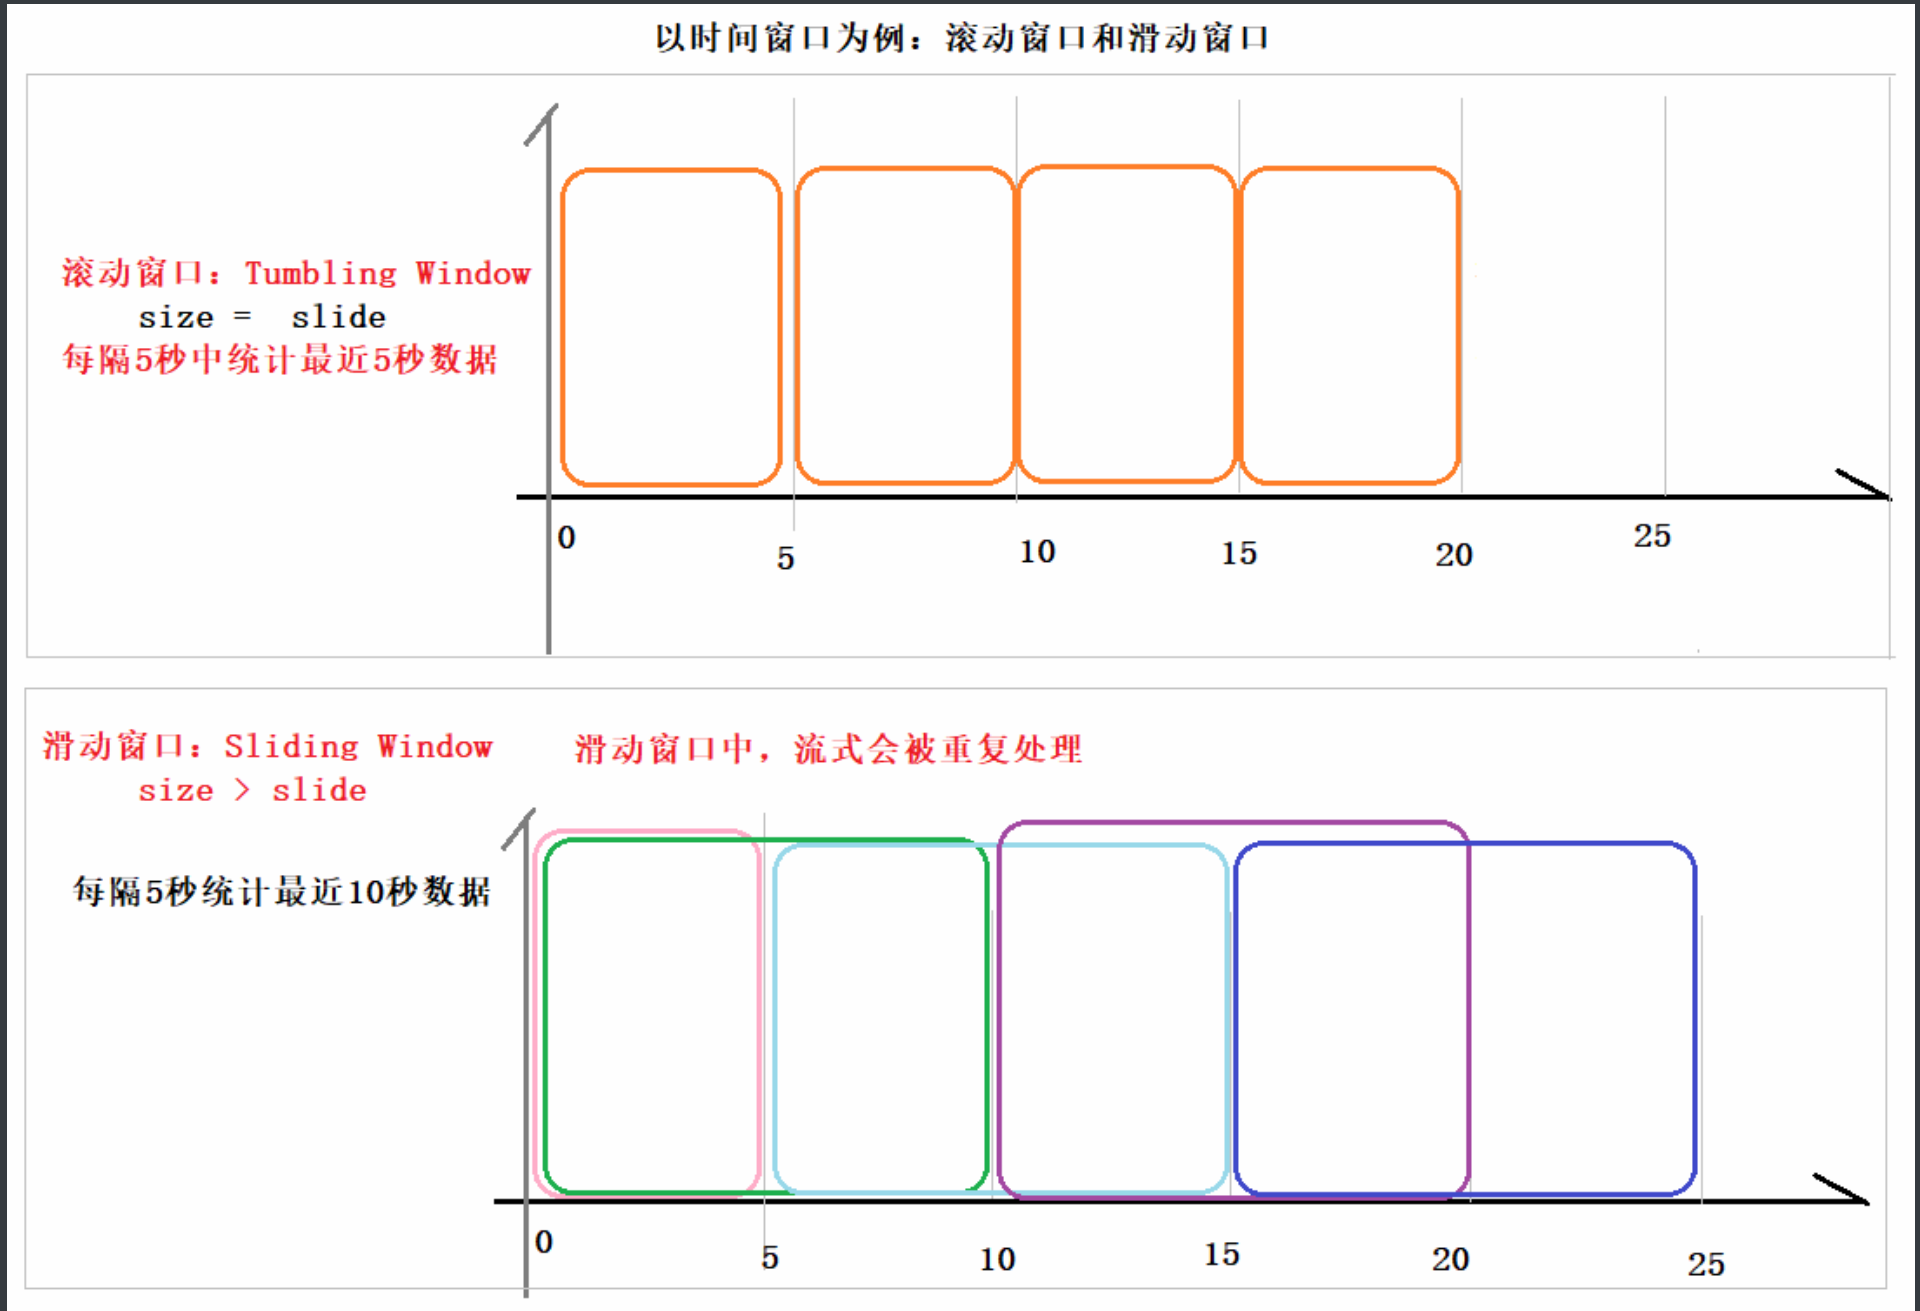 以时间窗口为例：滚动窗口和滑动窗口
滚动窗口：Tumbling Window
size = slide
每隔5秒中统计最近5秒数据
0
5
10
15
20
25
滑动窗口：Sliding Window
滑动窗口中，流式会被重复处理
size > slide
每隔5秒统计最近10秒数据
0
5
10
15
20
25